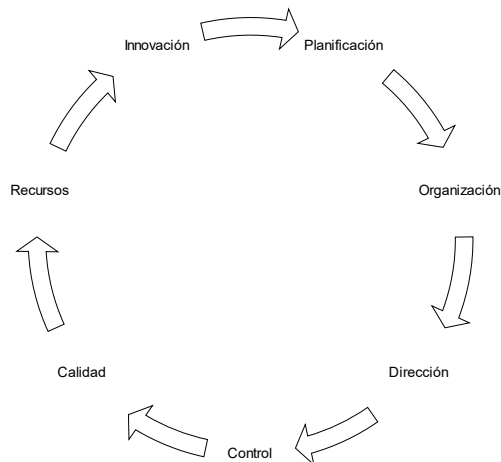 Innovación
Planificación
Organización
Dirección
Control
Calidad
Recursos